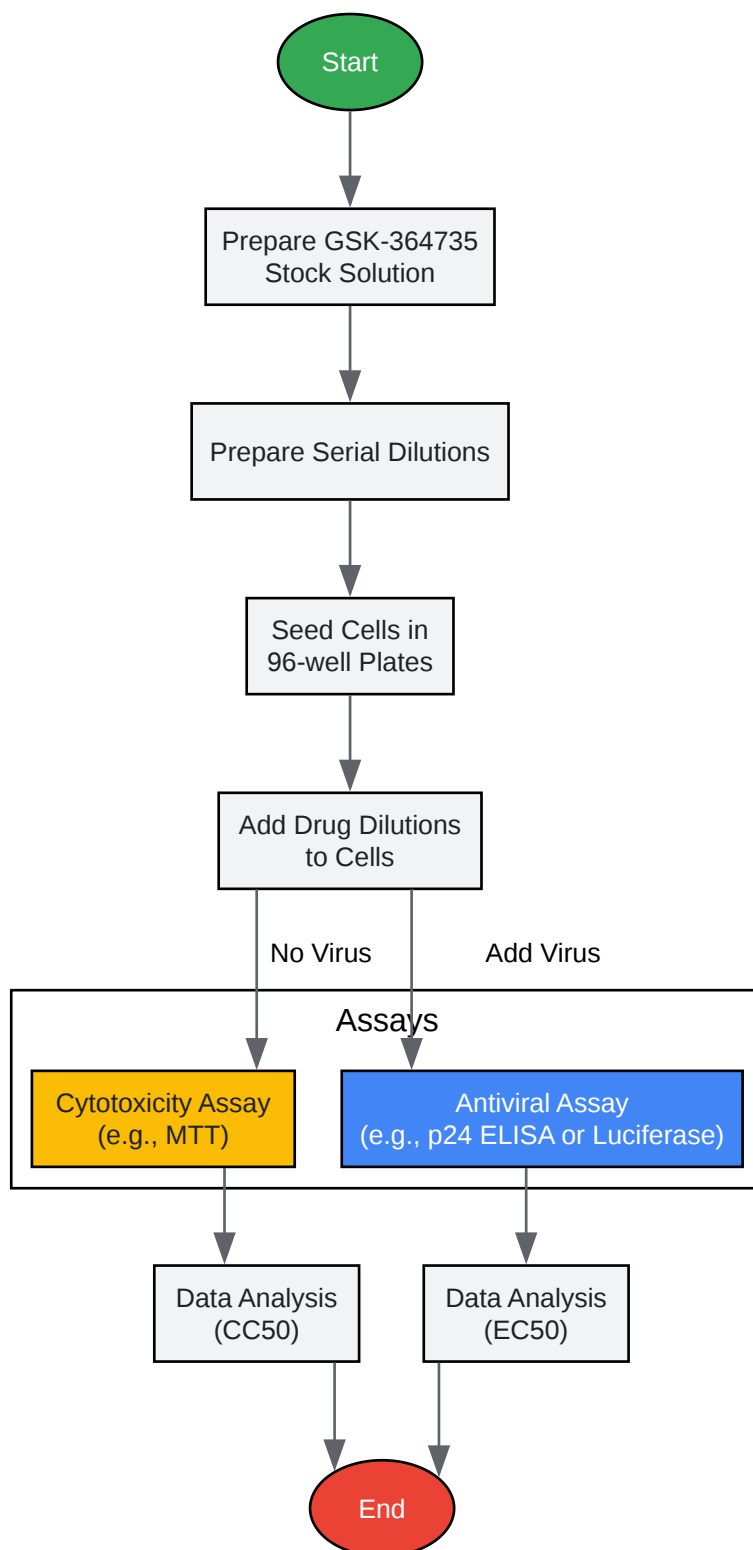 Start
Prepare GSK-364735
Stock Solution
Prepare Serial Dilutions
Seed Cells in
96-well Plates
Add Drug Dilutions
to Cells
No Virus
Add Virus
Assays
Cytotoxicity Assay
(e.g., MTT)
Antiviral Assay
(e.g., p24 ELISA or Luciferase)
Data Analysis
(CC50)
Data Analysis
(EC50)
End